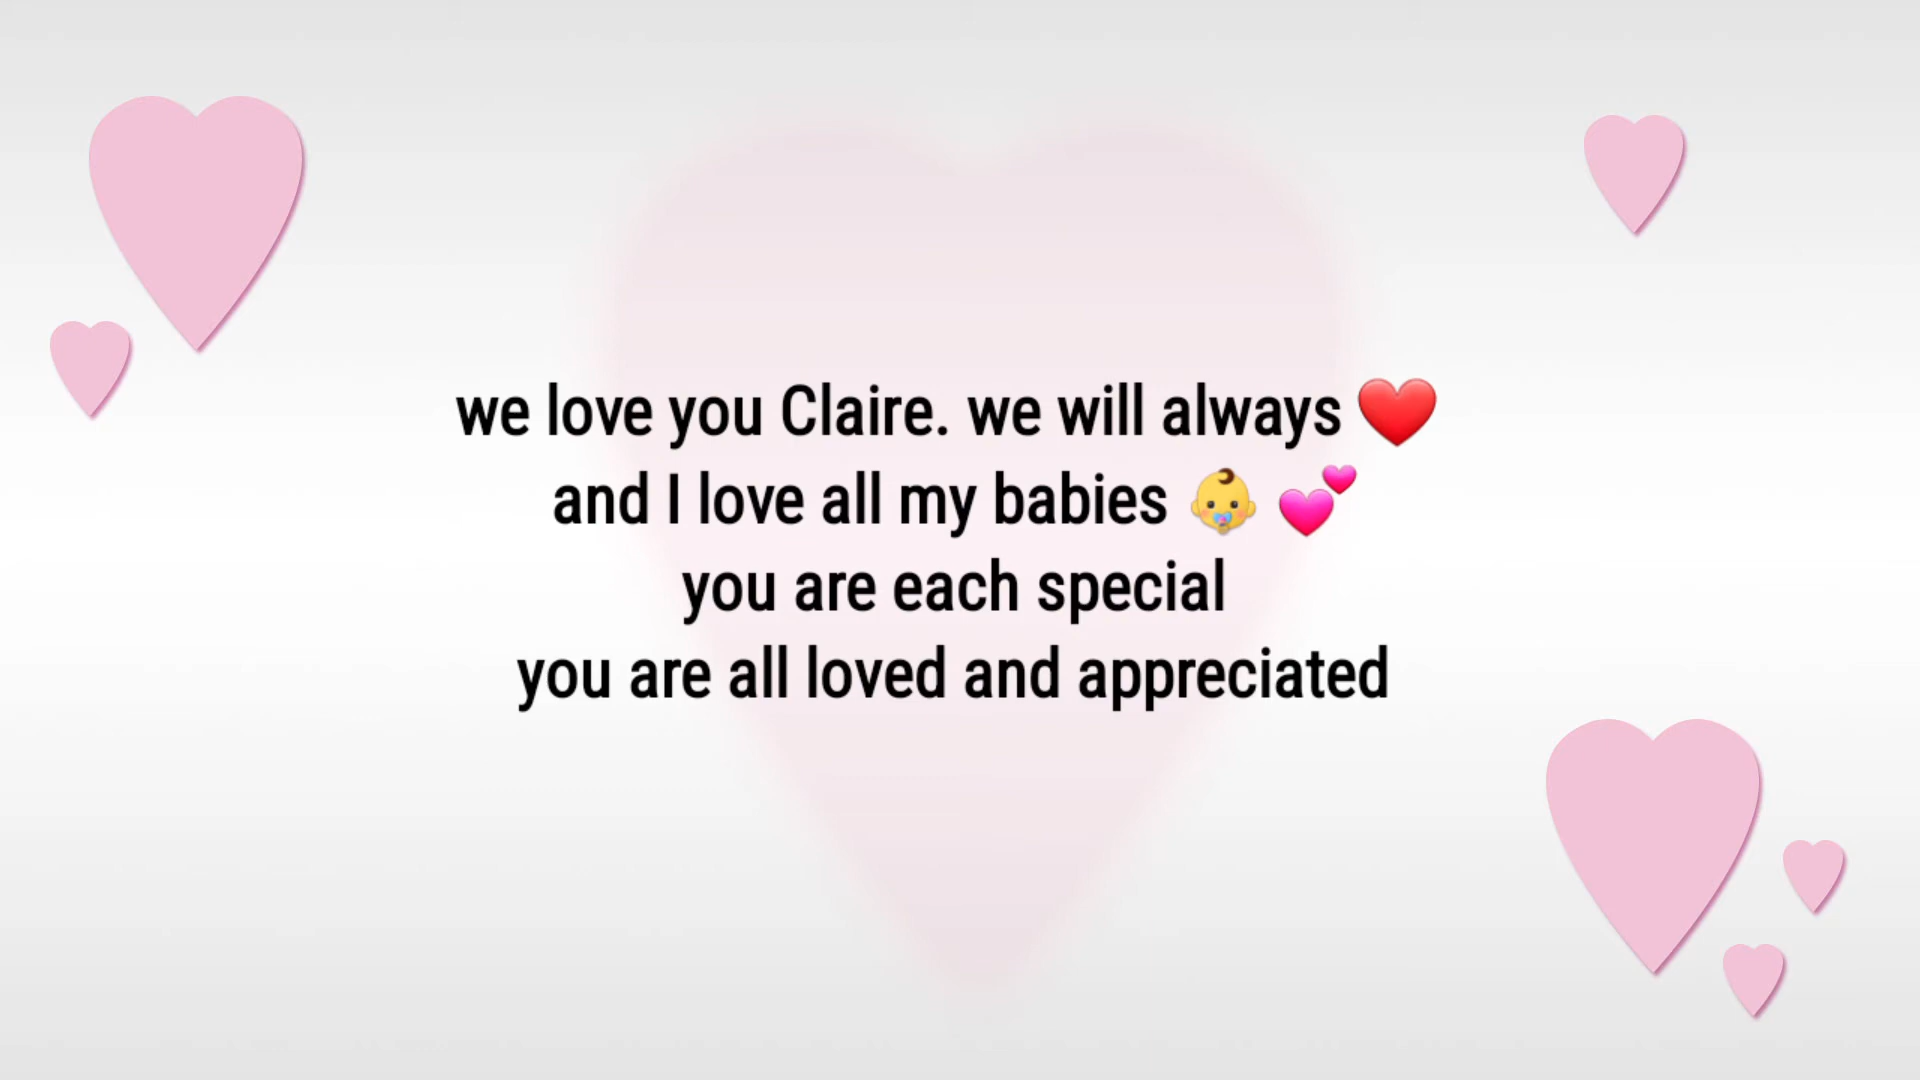 we love you Claire. we will always ❤️
and I love all my babies 👶 💕
you are each special
you are all loved and appreciated